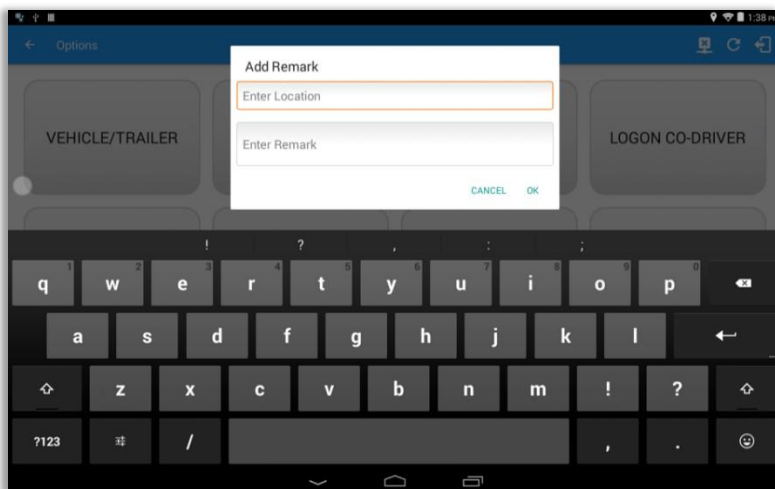 1:38 PM
Options
Add Remark
Enter Location
VEHICLE/TRAILER
LOGON CO-DRIVER
Enter Remark
CANCEL OK
! ? , : ;
1 2 3 4 5 6 7 8 9 0
q w e r t y u i o p
a s d f g h j k l
z x c v b n m ! ?
?123 / , .